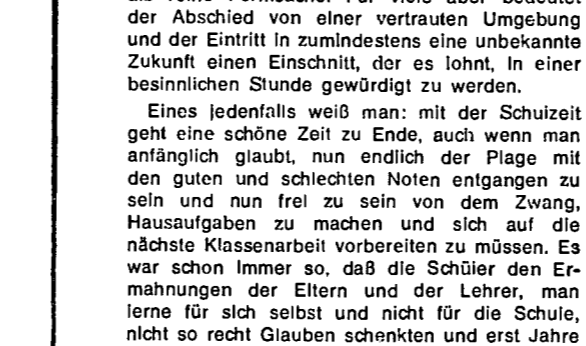 der Abschied von einer vertrauten Umgebung
und der Eintritt in zumindestens eine unbekannte
Zukunft einen Einschnitt, der es lohnt, in einer
besinnlichen Stunde gewürdigt zu werden.
Eines jedenfalls weiß man: mit der Schulzeit
geht eine schöne Zeit zu Ende, auch wenn man
anfänglich glaubt, nun endlich der Plage mit
den guten und schlechten Noten entgangen zu
sein und nun frei zu sein von dem Zwang,
Hausaufgaben zu machen und sich auf die
nächste Klassenarbeit vorbereiten zu müssen. Es
war schon immer so, daß die Schüler den Er-
mahnungen der Eltern und der Lehrer, man
lerne für sich selbst und nicht für die Schule,
nicht so recht Glauben schenkten und erst Jahre